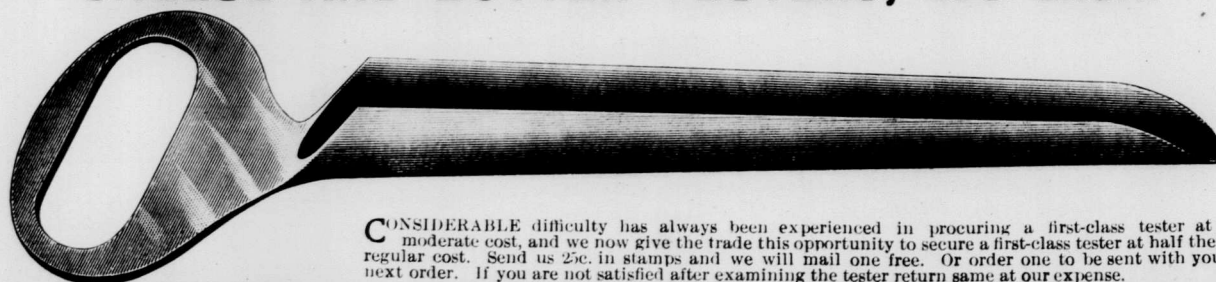 CONSIDERABLE difficulty has always been experienced in procuring a first-class tester at
moderate cost, and we now give the trade this opportunity to secure a first-class tester at half the
regular cost. Send us 25c. in stamps and we will mail one free. Or order one to be sent with you
next order. If you are not satisfied after examining the tester return same at our expense.